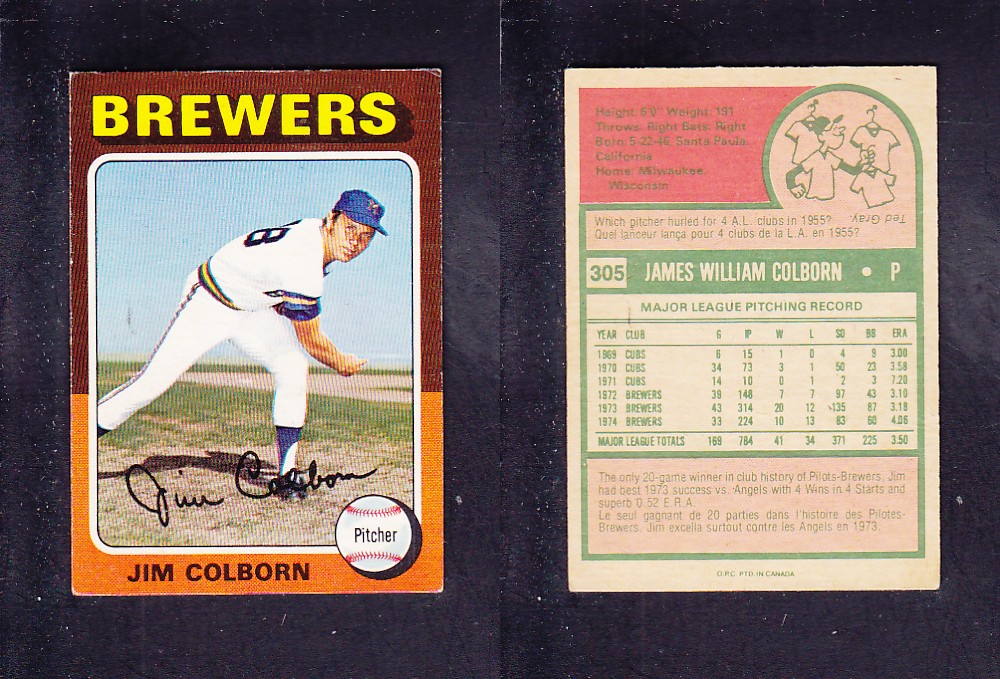 BREWERS
8
Jim Colborn
Pitcher
JIM COLBORN
Height: 6'0 Weight: 191
Throws: Right Bats: Right
Born: 5-22-46, Santa Paula,
California
Home: Milwaukee,
Wisconsin
Which pitcher hurled for 4 A.L. clubs in 1955?
Quel lanceur lança pour 4 clubs de la L.A. en 1955?
Ted Gray.
305 JAMES WILLIAM COLBORN • P
MAJOR LEAGUE PITCHING RECORD
YEAR CLUB G IP W L SO BB ERA
1969 CUBS 6 15 1 0 4 9 3.00
1970 CUBS 34 73 3 1 50 23 3.58
1971 CUBS 14 10 0 1 2 3 7.20
1972 BREWERS 39 148 7 7 97 43 3.10
1973 BREWERS 43 314 20 12 135 87 3.18
1974 BREWERS 33 224 10 13 83 60 4.06
MAJOR LEAGUE TOTALS 169 784 41 34 371 225 3.50
The only 20-game winner in club history of Pilots-Brewers, Jim
had best 1973 success vs. Angels with 4 Wins in 4 Starts and
superb 0.52 E.R.A.
Le seul gagnant de 20 parties dans l'histoire des Pilotes-
Brewers, Jim excella surtout contre les Angels en 1973.
O.P.C. PTD. IN CANADA